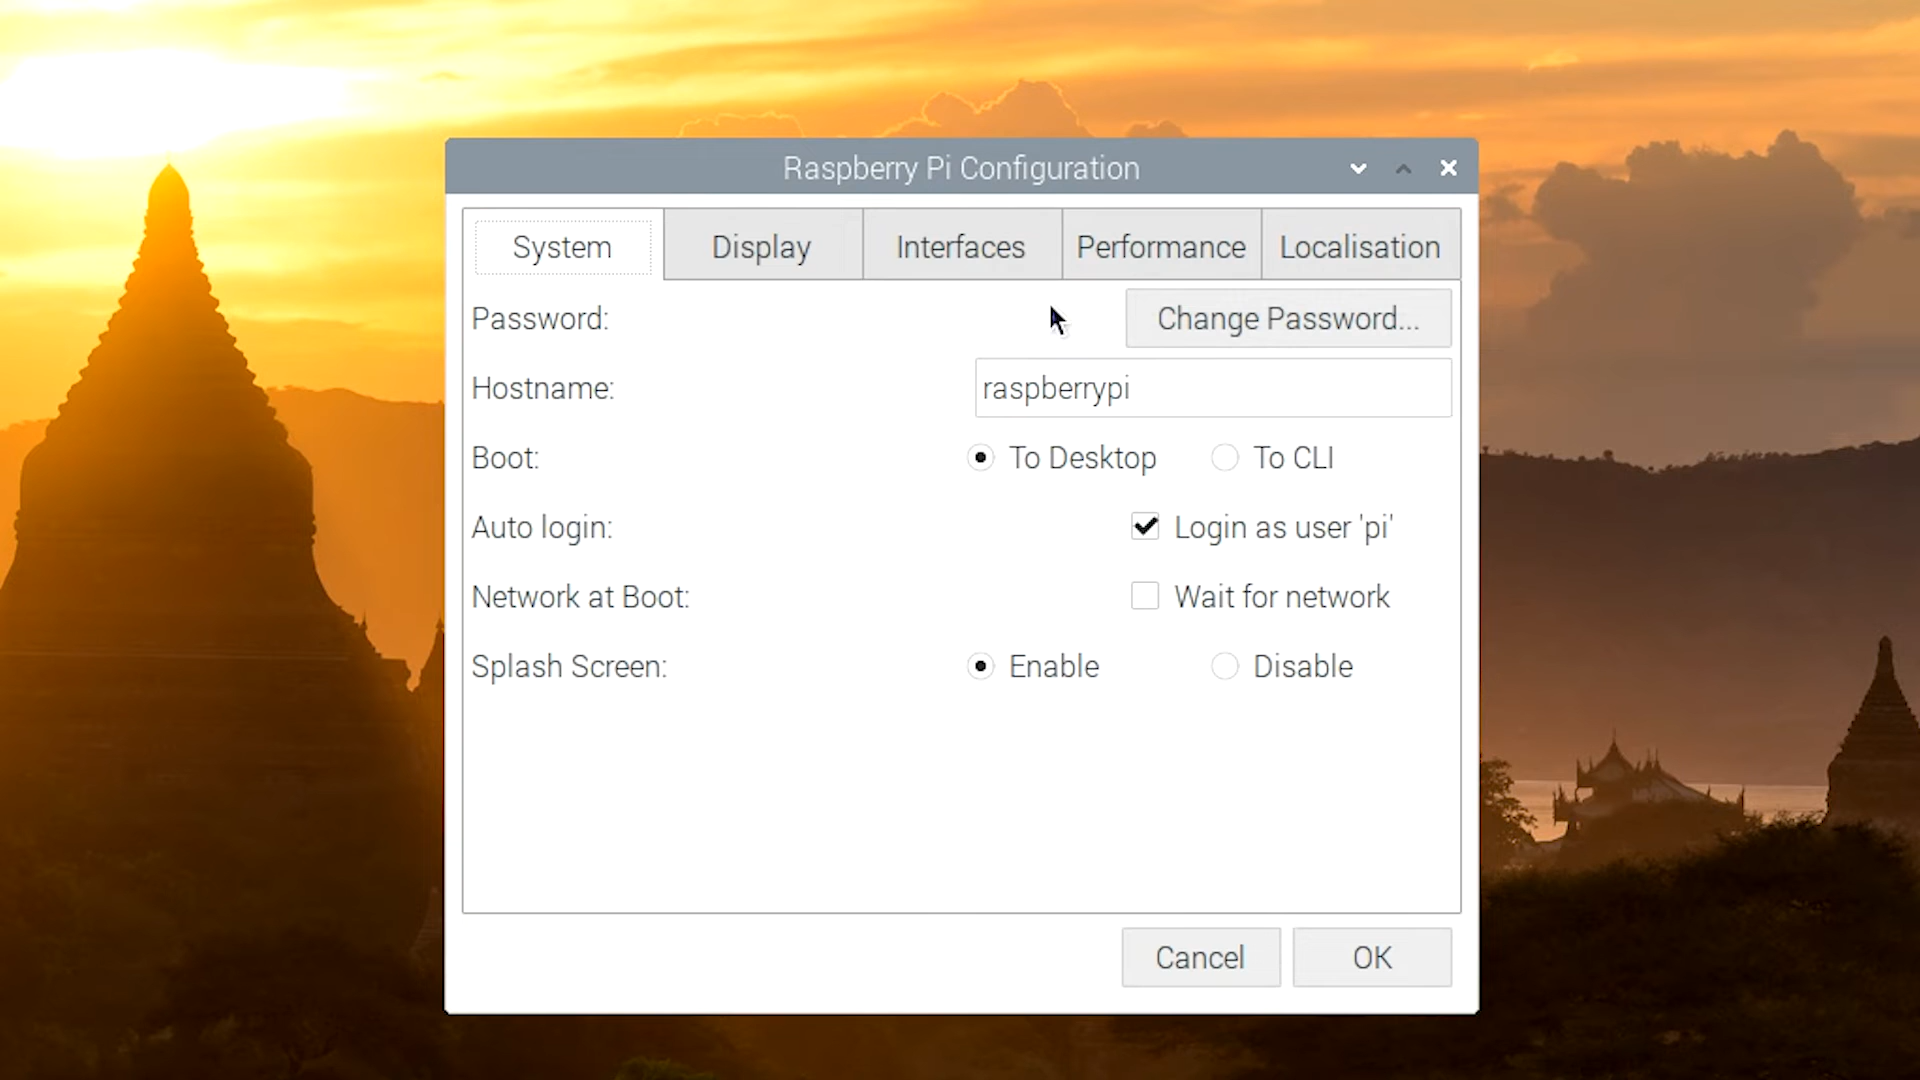 Raspberry Pi Configuration
System Display Interfaces Performance Localisation
Password: Change Password...
Hostname: raspberrypi
Boot: To Desktop To CLI
Auto login: Login as user 'pi'
Network at Boot: Wait for network
Splash Screen: Enable Disable
Cancel OK